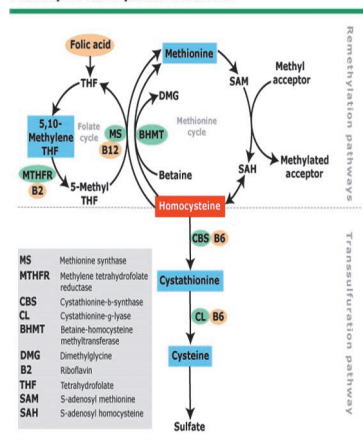 Folic acid
THF
5,10-
Methylene
THF
Folate
cycle
MTHFR
B2
5-Methyl
THF
MS
B12
BHMT
Methionine
DMG
Methionine
cycle
Betaine
Homocysteine
SAM
SAH
Methyl
acceptor
Methylated
acceptor
Remethylation pathways
CBS B6
Cystathionine
CL B6
Cysteine
Sulfate
Transsulfuration pathway
MS Methionine synthase
MTHFR Methylene tetrahydrofolate
reductase
CBS Cystathionine-b-synthase
CL Cystathionine-g-lyase
BHMT Betaine-homocysteine
methyltransferase
DMG Dimethylglycine
B2 Riboflavin
THF Tetrahydrofolate
SAM S-adenosyl methionine
SAH S-adenosyl homocysteine